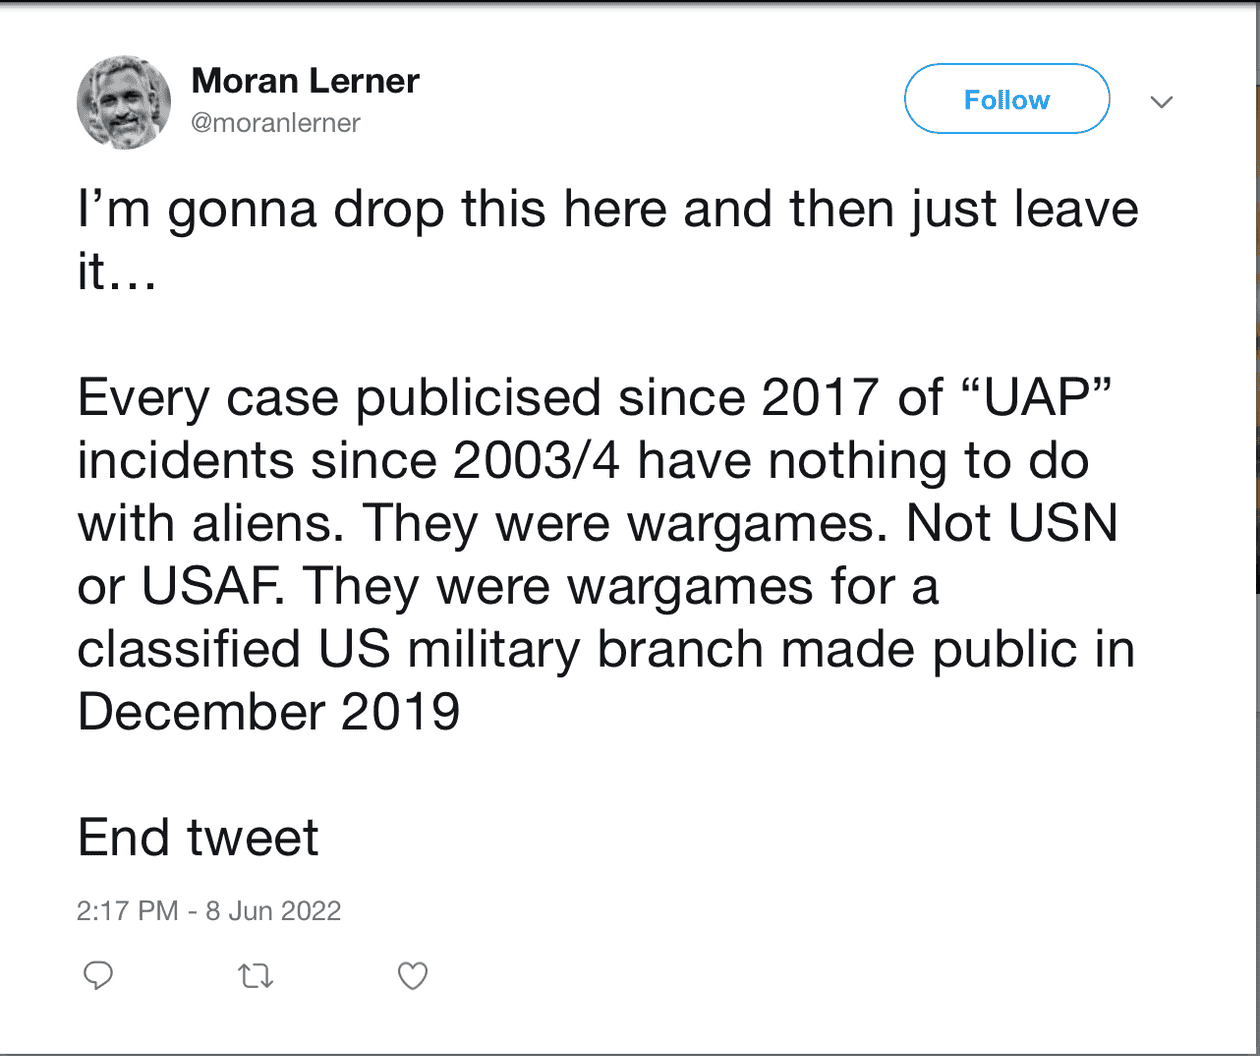 Moran Lerner
@moranlerner
Follow
I’m gonna drop this here and then just leave
it…
Every case publicised since 2017 of “UAP”
incidents since 2003/4 have nothing to do
with aliens. They were wargames. Not USN
or USAF. They were wargames for a
classified US military branch made public in
December 2019
End tweet
2:17 PM - 8 Jun 2022